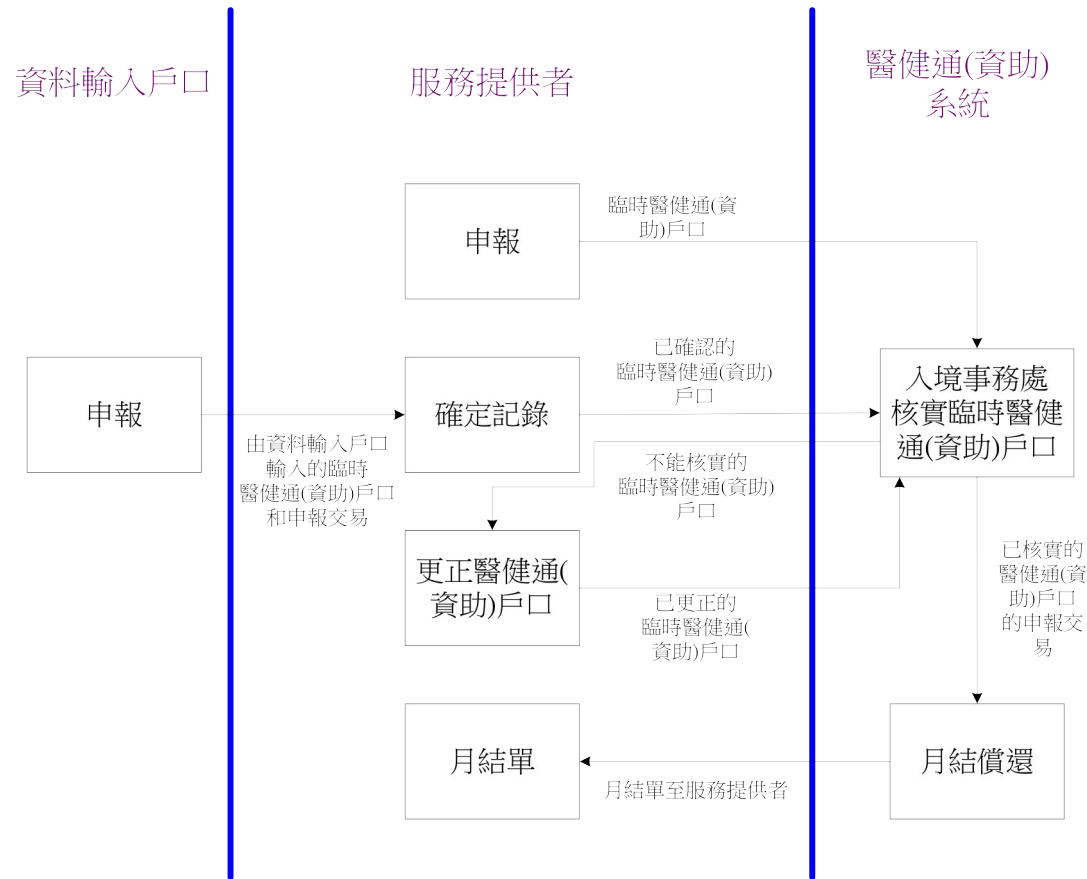 資料輸入戶口
服務提供者
醫健通(資助)
系統
申報
臨時醫健通(資
助)戶口
申報
由資料輸入戶口
輸入的臨時
醫健通(資助)戶口
和申報交易
確定記錄
已確認的
臨時醫健通(資助)
戶口
入境事務處
核實臨時醫健
通(資助)戶口
不能核實的
臨時醫健通(資助)
戶口
更正醫健通(
資助)戶口
已更正的
臨時醫健通(
資助)戶口
已核實的
醫健通(資
助)戶口
的申報交
易
月結單
月結單至服務提供者
月結償還